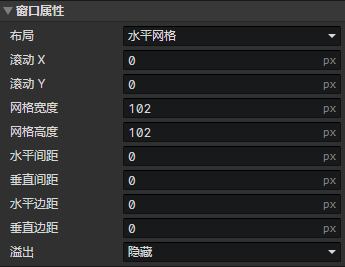 窗口属性
布局 水平网格
滚动 X 0 px
滚动 Y 0 px
网格宽度 102 px
网格高度 102 px
水平间距 0 px
垂直间距 0 px
水平边距 0 px
垂直边距 0 px
溢出 隐藏